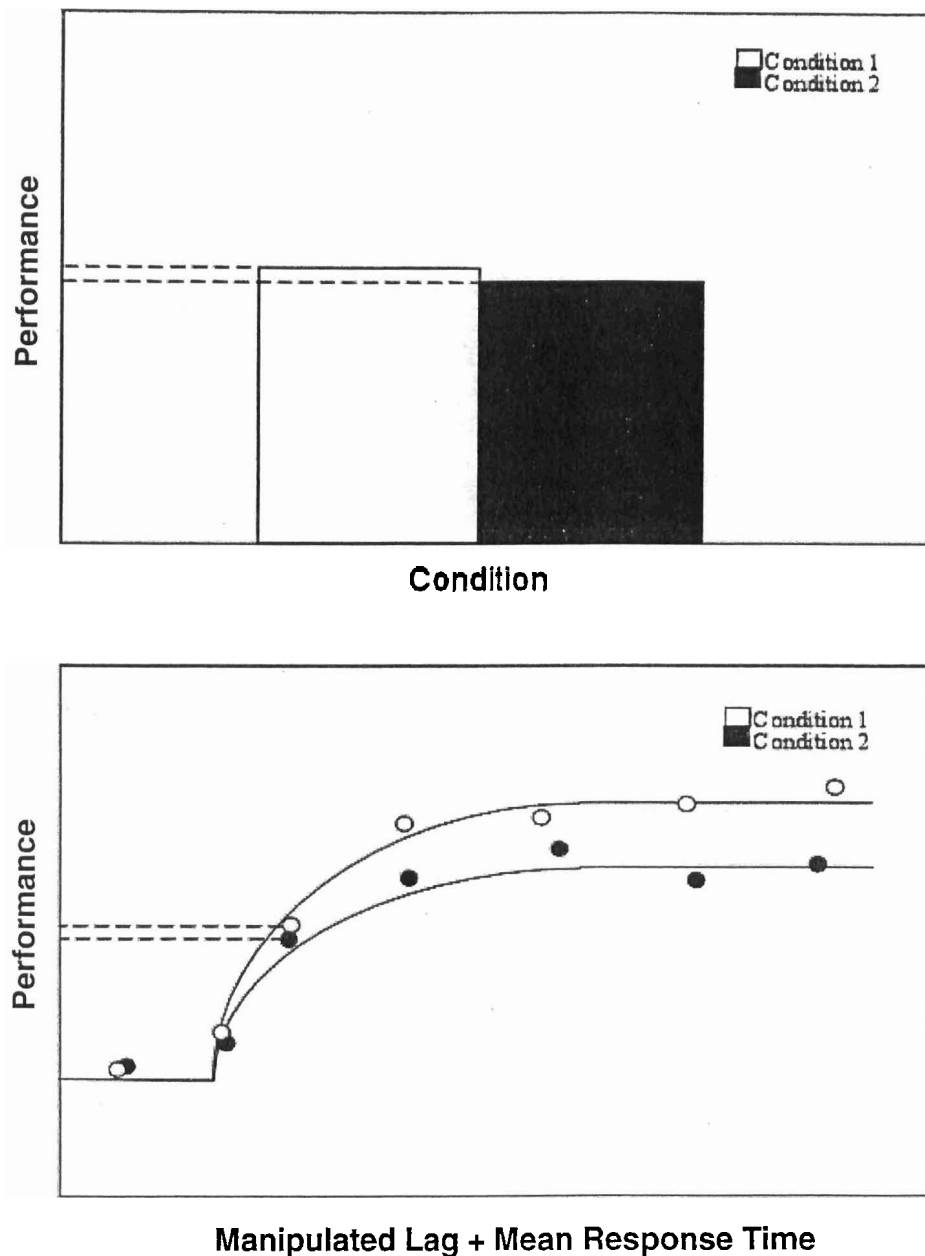 Condition 1
Condition 2
Performance
Condition
Condition 1
Condition 2
Performance
Manipulated Lag + Mean Response Time